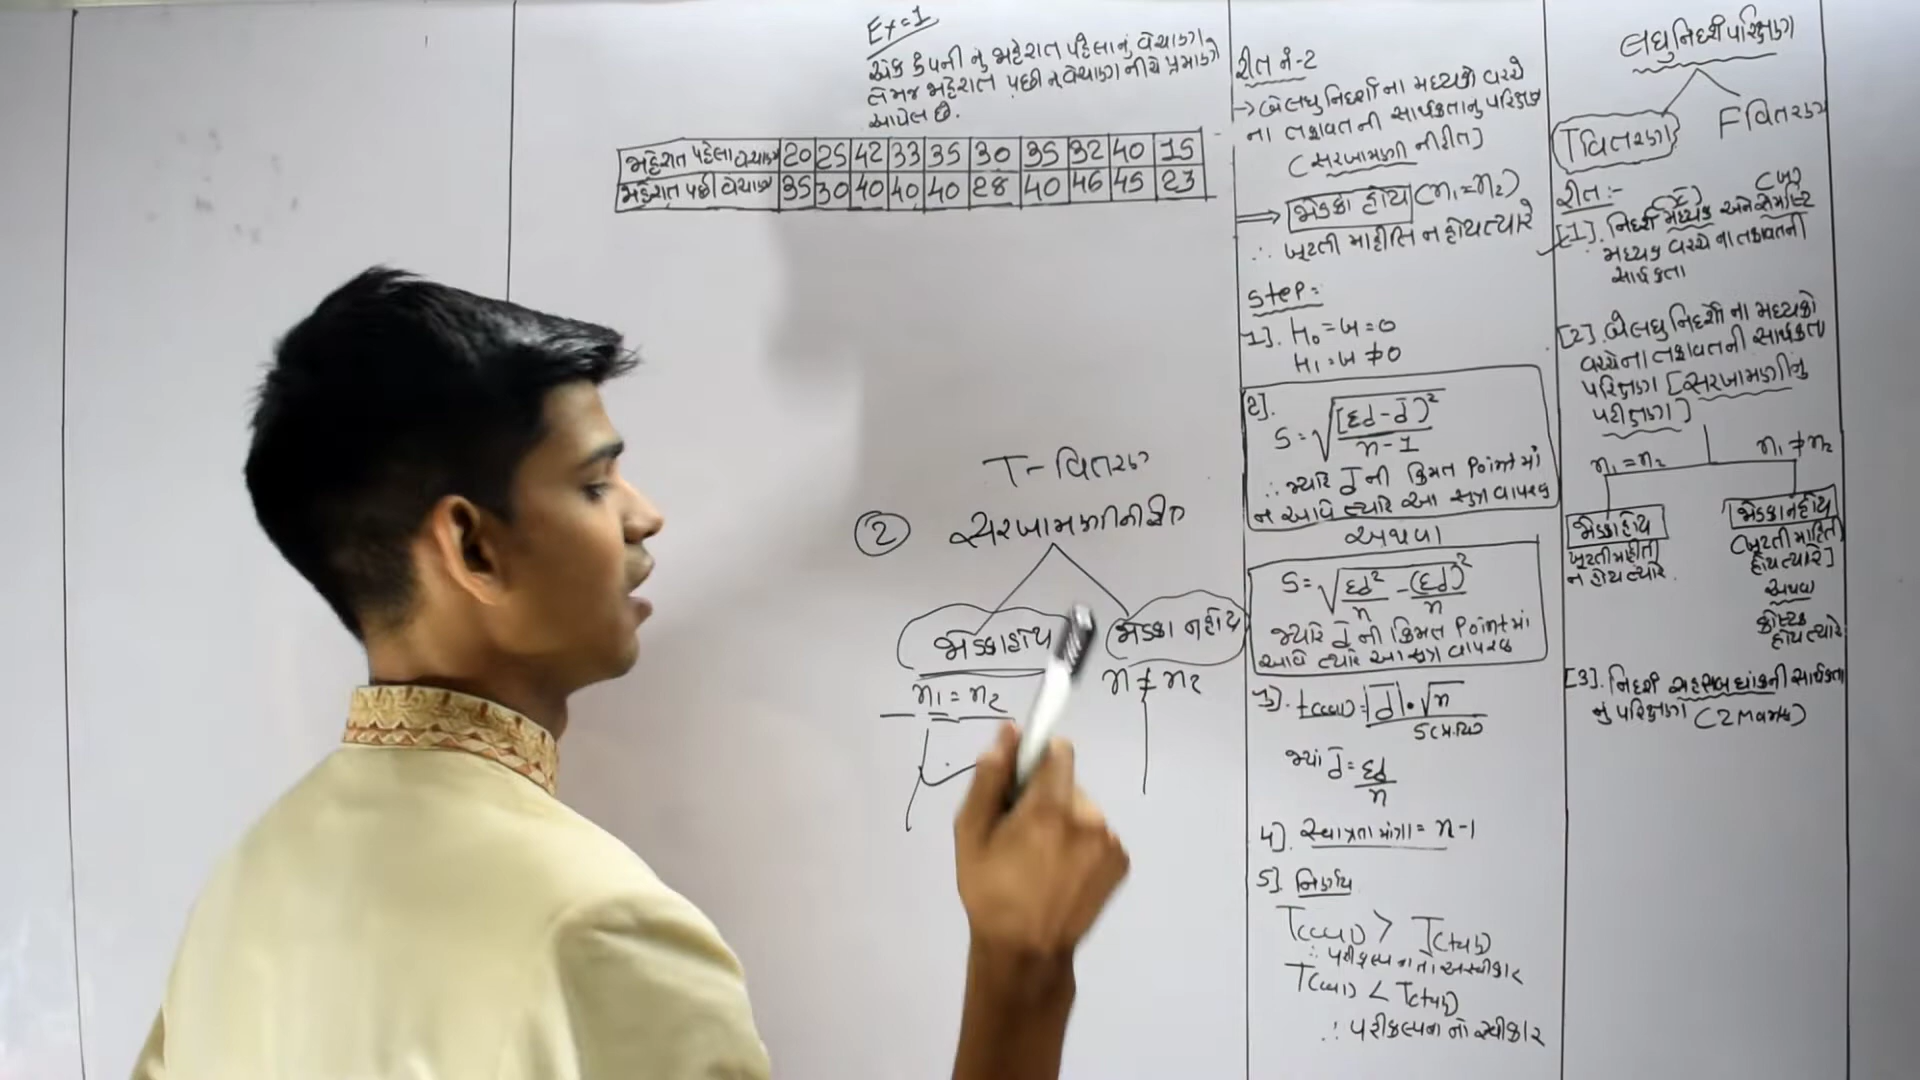 Ex=1
એક કંપની નું જાહેરાત પહેલાનું વેચાણ
તેમજ જાહેરાત પછીનું વેચાણ નીચે પ્રમાણે
આપેલ છે.
જાહેરાત પહેલા વેચાણ 20 25 42 33 35 30 35 32 40 15
જાહેરાત પછી વેચાણ 35 30 40 40 40 28 40 46 45 23
T- વિતરણ
② સરખામણીની રીત
જોડકા હોય
જોડકા ન હોય
n1 = n2
n ≠ n2
રીત નં-2
→ બે લઘુ નિદર્શો ના મધ્યકો વચ્ચે
ના તફાવત ની સાર્થકતાનુ પરિક્ષણ
(સરખામણી ની રીત)
⇒ જોડકા હોય (n1=n2)
∴ ખૂટતી માહીતિ ન હોય ત્યારે
Step:-
1]. H0 = μ = 0
H1 = μ ≠ 0
2].
S = √[Σd-d̄)²/n-1
∴ જ્યારે d̄ ની કિંમત Point માં
ન આવે ત્યારે આ સુત્ર વાપરવુ
અથવા
S = √Σd²/n - (Σd)²/n
જ્યારે d̄ ની કિંમત Point માં
આવે ત્યારે આ સુત્ર વાપરવુ
3). t(cal) = |d̄|·√n
જ્યાં d̄ = Σd/n
4]. સ્વાત્રતા માત્રા = n-1
5]. નિર્ણય
T(cal) > T(tab)
∴ પરીકલ્પના નો અસ્વીકાર
T(cal) < T(tab)
∴ પરીકલ્પના નો સ્વીકાર
લઘુ નિદર્શ પરિક્ષણ
T વિતરણ
F વિતરણ
રીત :-
[1]. નિદર્શ મધ્યક અને સમષ્ટિ
મધ્યક વચ્ચે ના તફાવતની
સાર્થકતા
[2]. બે લઘુ નિદર્શો ના મધ્યકો
વચ્ચેના તફાવતની સાર્થકતા
પરિક્ષણ [સરખામણીનું
પરીક્ષણ]
n1 = n2
n1 ≠ n2
જોડકા હોય
ખૂટતી માહીતી
ન હોય ત્યારે.
જોડકા ન હોય
(ખૂટતી માહિતી
હોય ત્યારે]
અથવા
કોષ્ટક
હોય ત્યારે
[3]. નિદર્શ સહસંબંધાંકની સાર્થકતા
નું પરિક્ષણ (2 Marks)